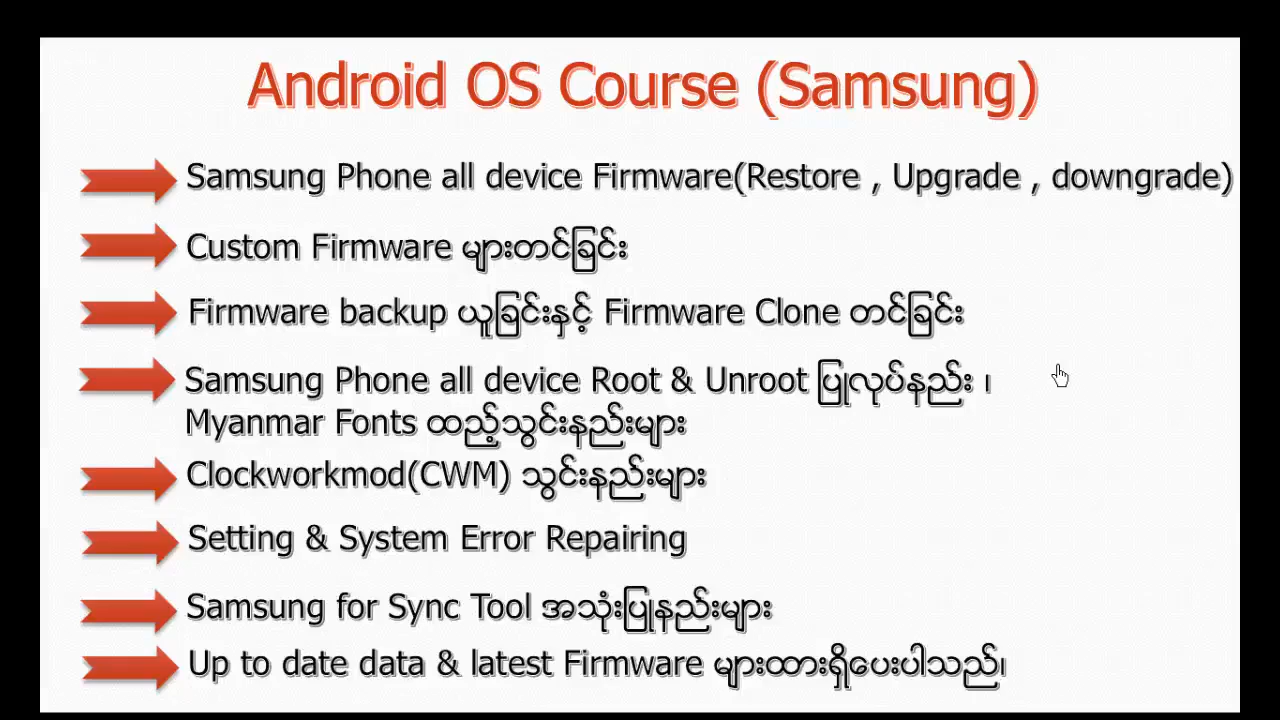 Android OS Course (Samsung)
Samsung Phone all device Firmware(Restore , Upgrade , downgrade)
Custom Firmware များတင်ခြင်း
Firmware backup ယူခြင်းနှင့် Firmware Clone တင်ခြင်း
Samsung Phone all device Root & Unroot ပြုလုပ်နည်း ၊
Myanmar Fonts ထည့်သွင်းနည်းများ
Clockworkmod(CWM) သွင်းနည်းများ
Setting & System Error Repairing
Samsung for Sync Tool အသုံးပြုနည်းများ
Up to date data & latest Firmware များထားရှိပေးပါသည်၊